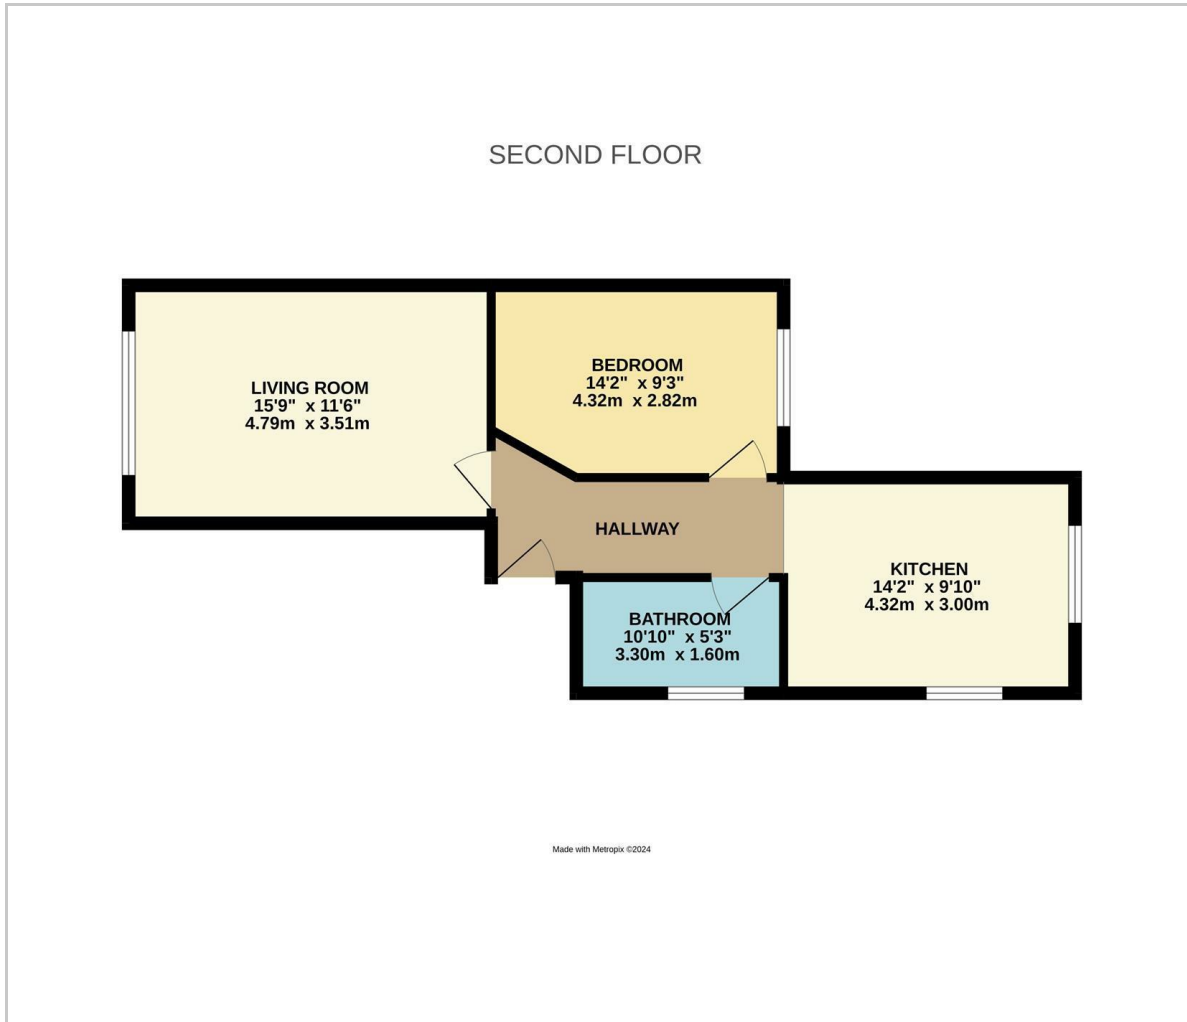 SECOND FLOOR
LIVING ROOM
15'9" x 11'6"
4.79m x 3.51m
BEDROOM
14'2" x 9'3"
4.32m x 2.82m
HALLWAY
KITCHEN
14'2" x 9'10"
4.32m x 3.00m
BATHROOM
10'10" x 5'3"
3.30m x 1.60m
Made with Metropix ©2024